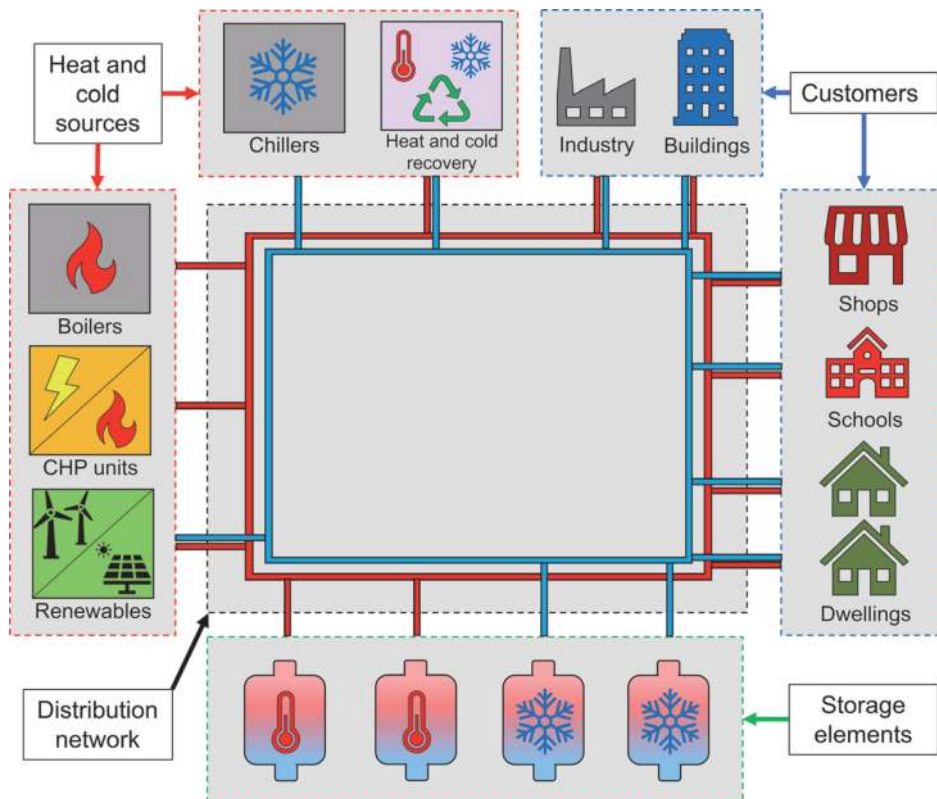 Heat and
cold
sources
Chillers
Heat and cold
recovery
Industry
Buildings
Customers
Boilers
CHP units
Renewables
Shops
Schools
Dwellings
Distribution
network
Storage
elements